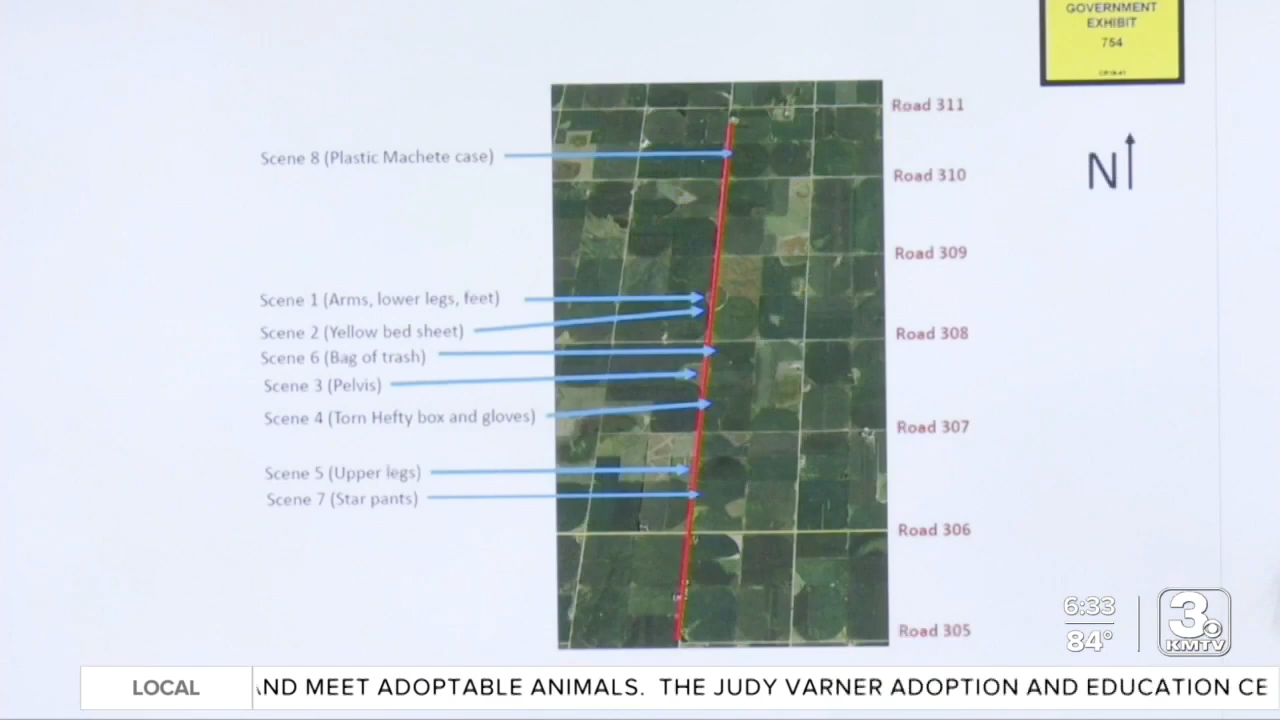 GOVERNMENT
EXHIBIT
754
Road 311
Scene 8 (Plastic Machete case)
Road 310
N
Road 309
Scene 1 (Arms, lower legs, feet)
Scene 2 (Yellow bed sheet)
Road 308
Scene 6 (Bag of trash)
Scene 3 (Pelvis)
Scene 4 (Torn Hefty box and gloves)
Road 307
Scene 5 (Upper legs)
Scene 7 (Star pants)
Road 306
Road 305
6:33
84°
3
KMTV
LOCAL
ND MEET ADOPTABLE ANIMALS. THE JUDY VARNER ADOPTION AND EDUCATION CE